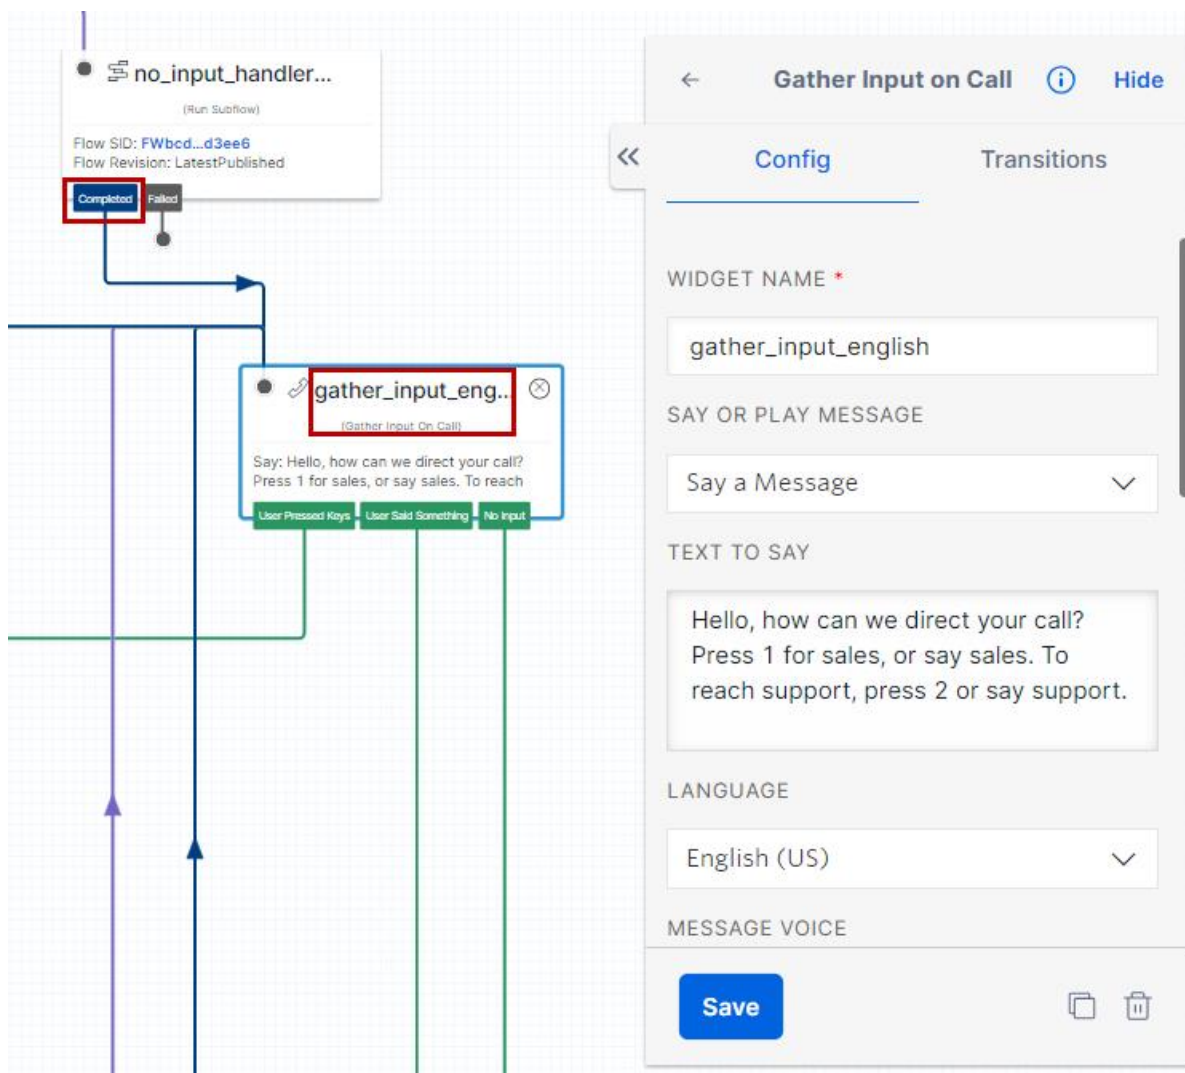 no_input_handler...
(Run Subflow)
Flow SID: FWbcd...d3ee6
Flow Revision: LatestPublished
Completed
Failed
gather_input_eng...
(Gather Input On Call)
Say: Hello, how can we direct your call?
Press 1 for sales, or say sales. To reach
User Pressed Keys
User Said Something
No Input
Gather Input on Call
Hide
Config
Transitions
WIDGET NAME *
gather_input_english
SAY OR PLAY MESSAGE
Say a Message
TEXT TO SAY
Hello, how can we direct your call?
Press 1 for sales, or say sales. To
reach support, press 2 or say support.
LANGUAGE
English (US)
MESSAGE VOICE
Save